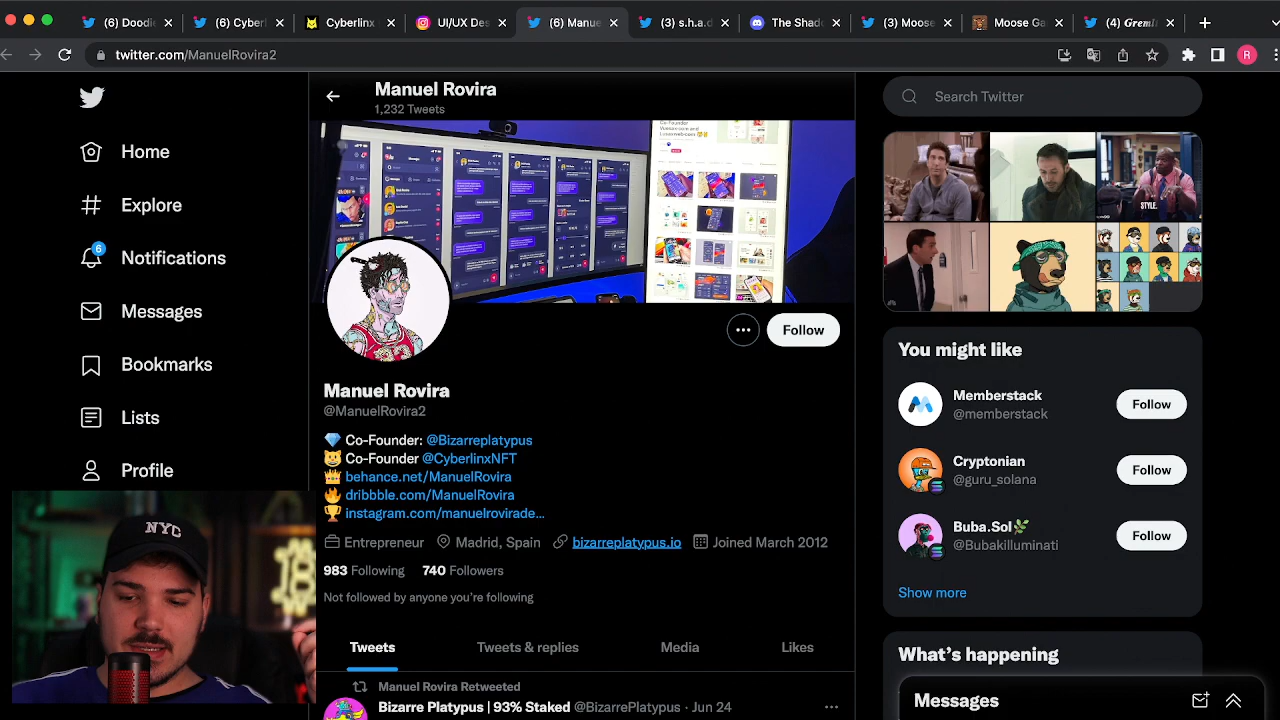 (6) Doodl
(6) Cyberl
Cyberlinx
UI/UX Des
(6) Manue
(3) s.h.a.d
The Shad
(3) Moose
Moose Ga
(4) Greml
twitter.com/ManuelRovira2
R
Manuel Rovira
1,232 Tweets
Search Twitter
Home
Explore
6
Notifications
Messages
Bookmarks
Lists
Profile
STYLE.
Follow
Manuel Rovira
@ManuelRovira2
Co-Founder: @Bizarreplatypus
Co-Founder @CyberlinxNFT
behance.net/ManuelRovira
dribbble.com/ManuelRovira
instagram.com/manuelrovirade...
Entrepreneur Madrid, Spain bizarreplatypus.io Joined March 2012
983 Following 740 Followers
Not followed by anyone you're following
Tweets Tweets & replies Media Likes
Manuel Rovira Retweeted
Bizarre Platypus | 93% Staked @BizarrePlatypus · Jun 24
You might like
Memberstack
@memberstack
Follow
Cryptonian
@guru_solana
Follow
Buba.Sol
@Bubakilluminati
Follow
Show more
What's happening
Messages
NYC